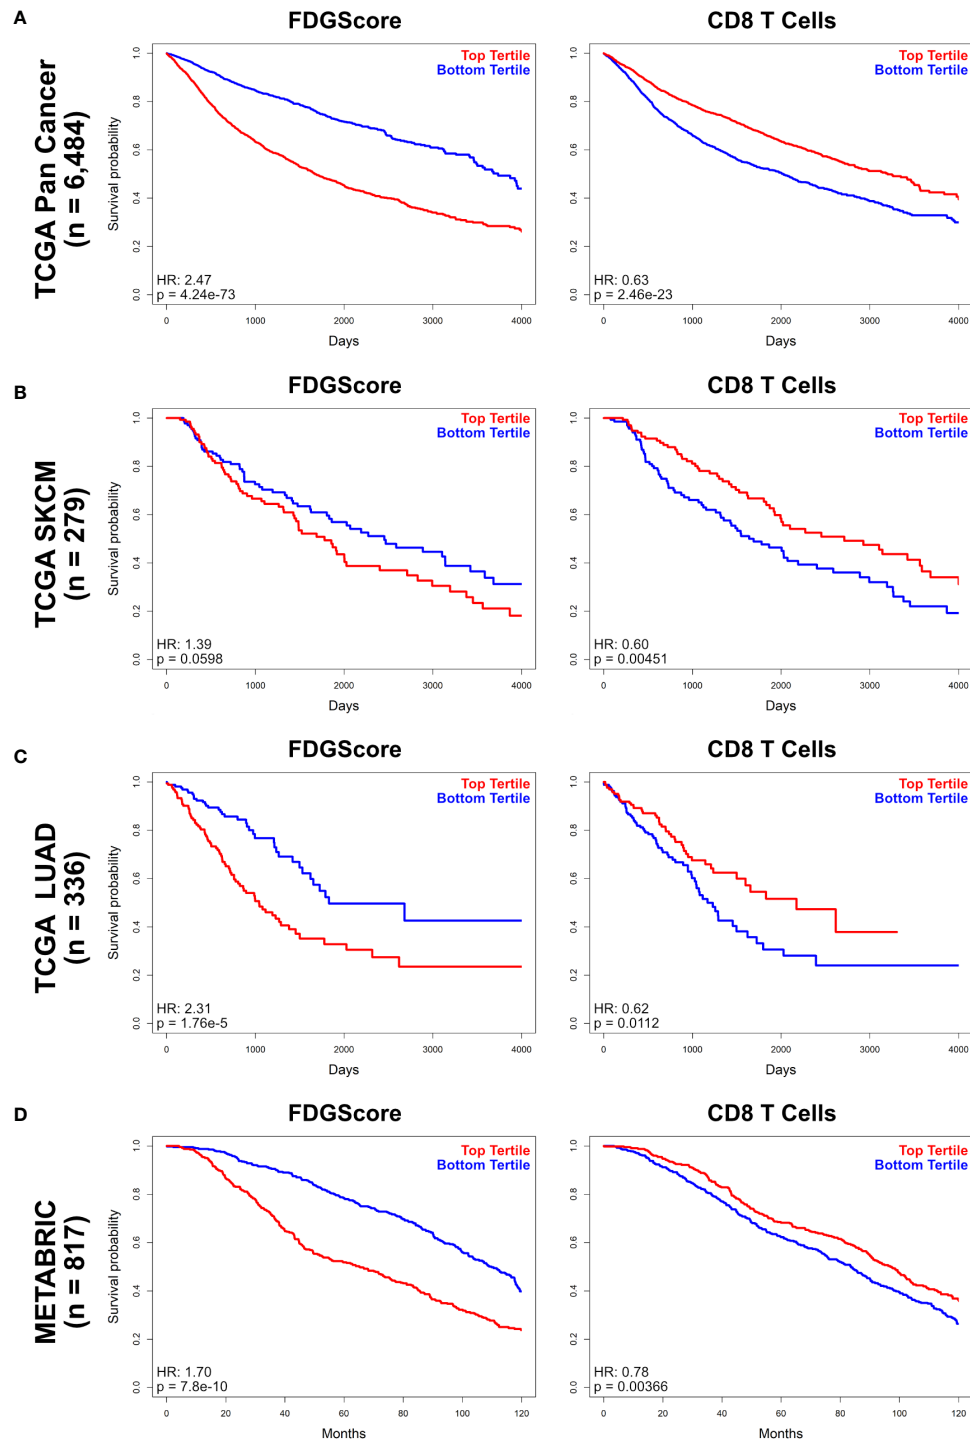 A
FDGScore
CD8 T Cells
TCGA Pan Cancer
(n = 6,484)
Survival probability
1.0
0.8
0.6
0.4
0.2
0.0
Top Tertile
Bottom Tertile
HR: 2.47
p = 4.24e-73
0 1000 2000 3000 4000
Days
1.0
0.8
0.6
0.4
0.2
0.0
Top Tertile
Bottom Tertile
HR: 0.63
p = 2.46e-23
0 1000 2000 3000 4000
Days
B
FDGScore
CD8 T Cells
TCGA SKCM
(n = 279)
Survival probability
1.0
0.8
0.6
0.4
0.2
0.0
Top Tertile
Bottom Tertile
HR: 1.39
p = 0.0598
0 1000 2000 3000 4000
Days
1.0
0.8
0.6
0.4
0.2
0.0
Top Tertile
Bottom Tertile
HR: 0.60
p = 0.00451
0 1000 2000 3000 4000
Days
C
FDGScore
CD8 T Cells
TCGA LUAD
(n = 336)
Survival probability
1.0
0.8
0.6
0.4
0.2
0.0
Top Tertile
Bottom Tertile
HR: 2.31
p = 1.76e-5
0 1000 2000 3000 4000
Days
1.0
0.8
0.6
0.4
0.2
0.0
Top Tertile
Bottom Tertile
HR: 0.62
p = 0.0112
0 1000 2000 3000 4000
Days
D
FDGScore
CD8 T Cells
METABRIC
(n = 817)
Survival probability
1.0
0.8
0.6
0.4
0.2
0.0
Top Tertile
Bottom Tertile
HR: 1.70
p = 7.8e-10
0 20 40 60 80 100 120
Months
1.0
0.8
0.6
0.4
0.2
0.0
Top Tertile
Bottom Tertile
HR: 0.78
p = 0.00366
0 20 40 60 80 100 120
Months